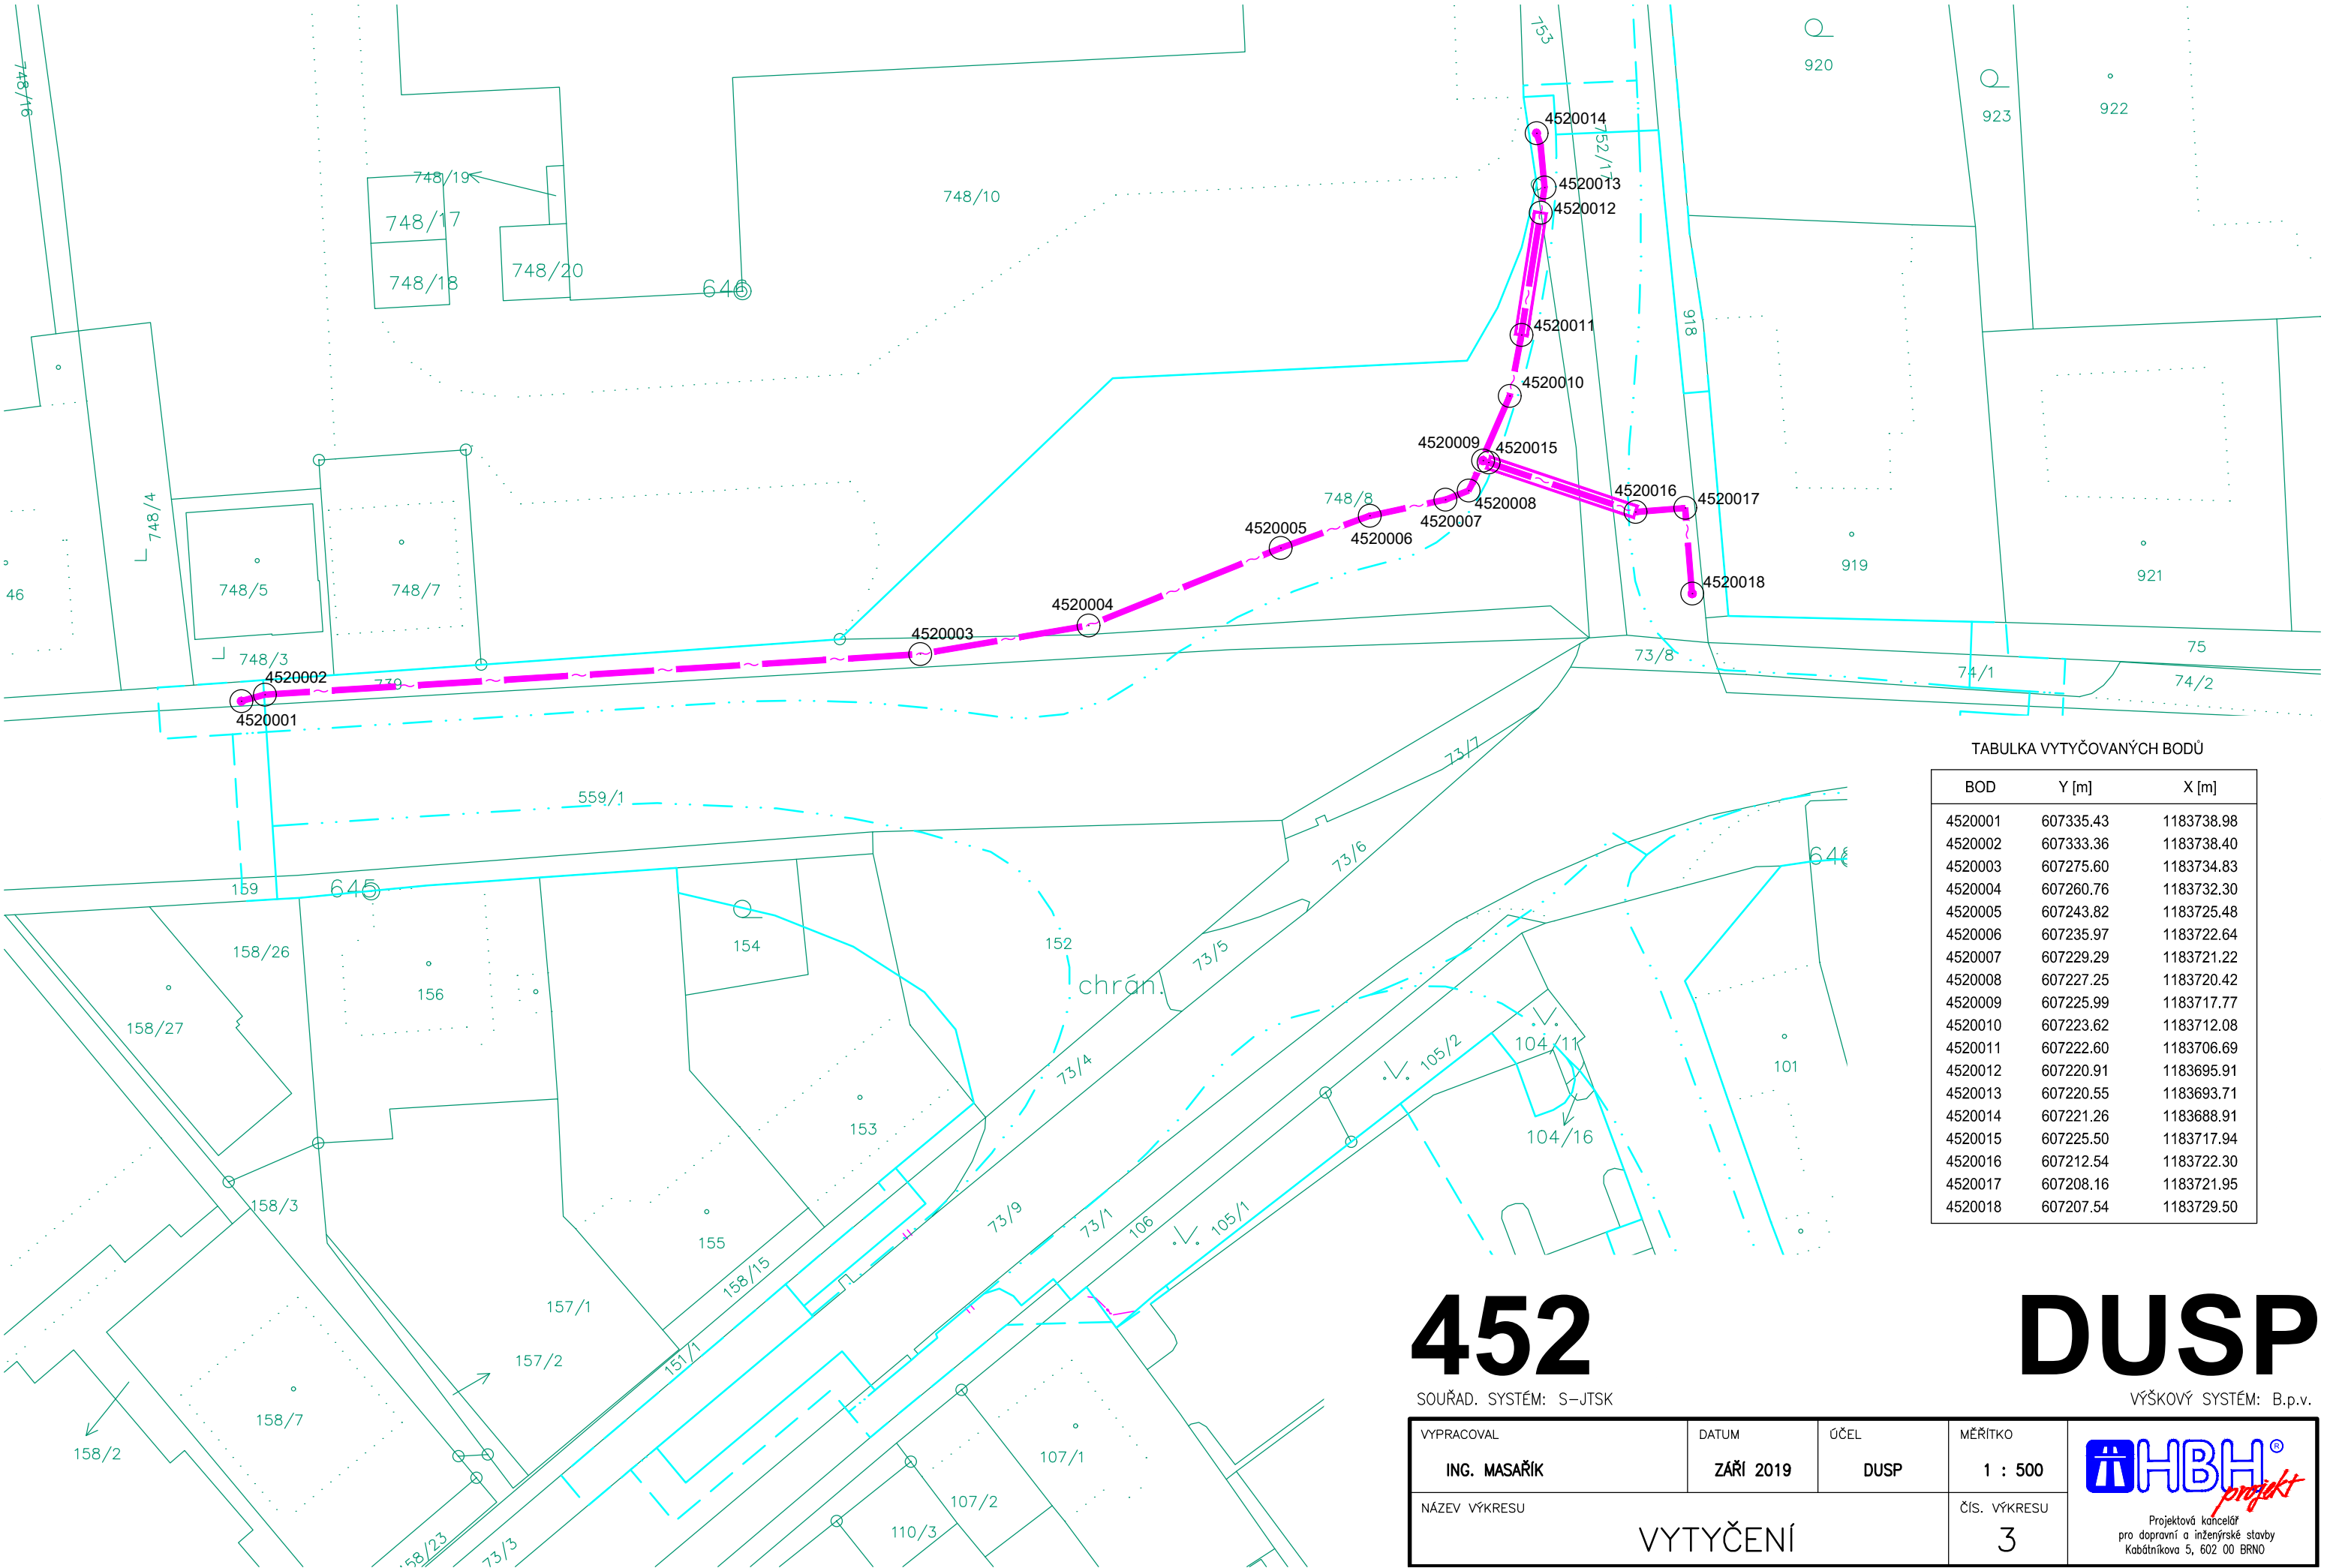 748/16
753
920
923
922
4520014
752/17
748/19
748/10
4520013
4520012
748/17
748/18
748/20
646
918
4520011
4520010
4520009
4520015
748/4
748/8
4520016
4520017
4520008
4520007
4520006
4520005
46
748/5
748/7
919
921
4520018
4520004
4520003
748/3
4520002
739
4520001
73/8
74/1
75
74/2
73/7
559/1
73/6
648
159
645
158/26
154
152
73/5
156
chrán.
158/27
104/11
105/2
101
73/4
153
104/16
158/3
155
73/9
73/1
106
105/1
158/15
157/1
157/2
151/1
158/7
158/2
107/1
107/2
110/3
158/23
73/3
TABULKA VYTYČOVANÝCH BODŮ
BOD Y [m] X [m]
4520001 607335.43 1183738.98
4520002 607333.36 1183738.40
4520003 607275.60 1183734.83
4520004 607260.76 1183732.30
4520005 607243.82 1183725.48
4520006 607235.97 1183722.64
4520007 607229.29 1183721.22
4520008 607227.25 1183720.42
4520009 607225.99 1183717.77
4520010 607223.62 1183712.08
4520011 607222.60 1183706.69
4520012 607220.91 1183695.91
4520013 607220.55 1183693.71
4520014 607221.26 1183688.91
4520015 607225.50 1183717.94
4520016 607212.54 1183722.30
4520017 607208.16 1183721.95
4520018 607207.54 1183729.50
452 DUSP
SOUŘAD. SYSTÉM: S-JTSK VÝŠKOVÝ SYSTÉM: B.p.v.
VYPRACOVAL DATUM ÚČEL MĚŘÍTKO
ING. MASAŘÍK ZÁŘÍ 2019 DUSP 1 : 500
NÁZEV VÝKRESU ČÍS. VÝKRESU
VYTYČENÍ 3
HBH®
projekt
Projektová kancelář
pro dopravní a inženýrské stavby
Kabátníkova 5, 602 00 BRNO